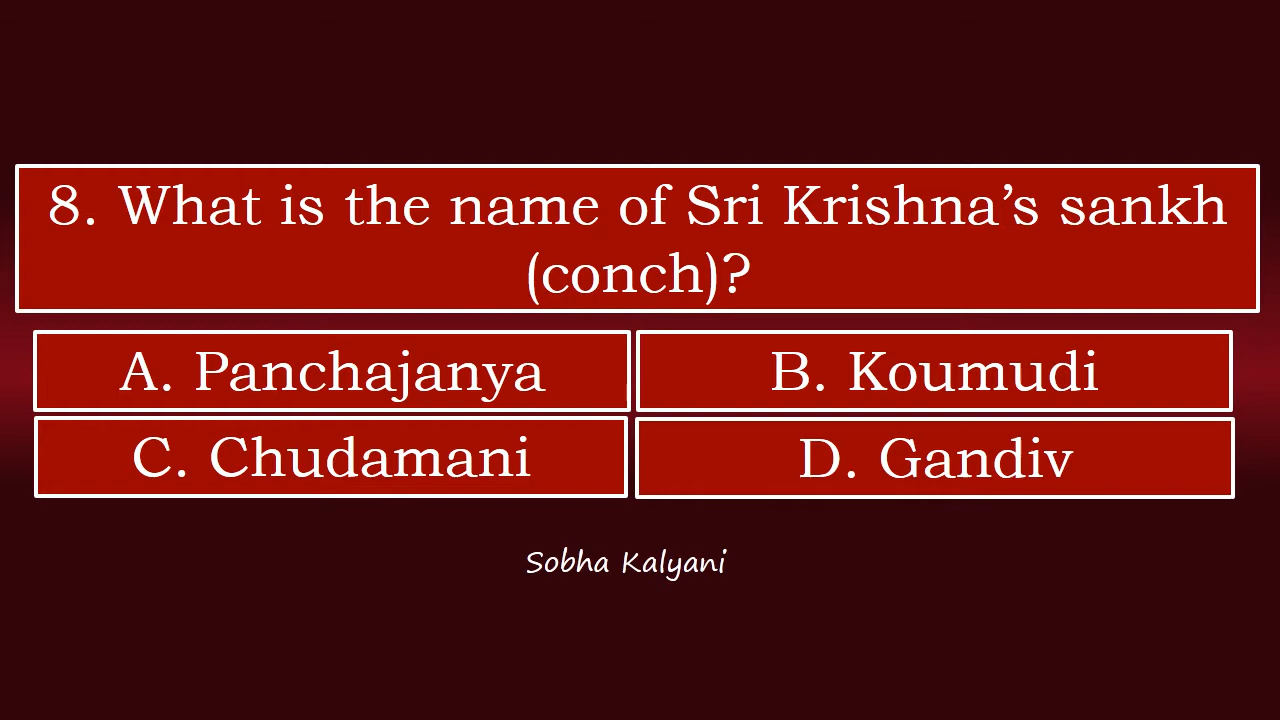 8. What is the name of Sri Krishna’s sankh
(conch)?
A. Panchajanya
B. Koumudi
C. Chudamani
D. Gandiv
Sobha Kalyani